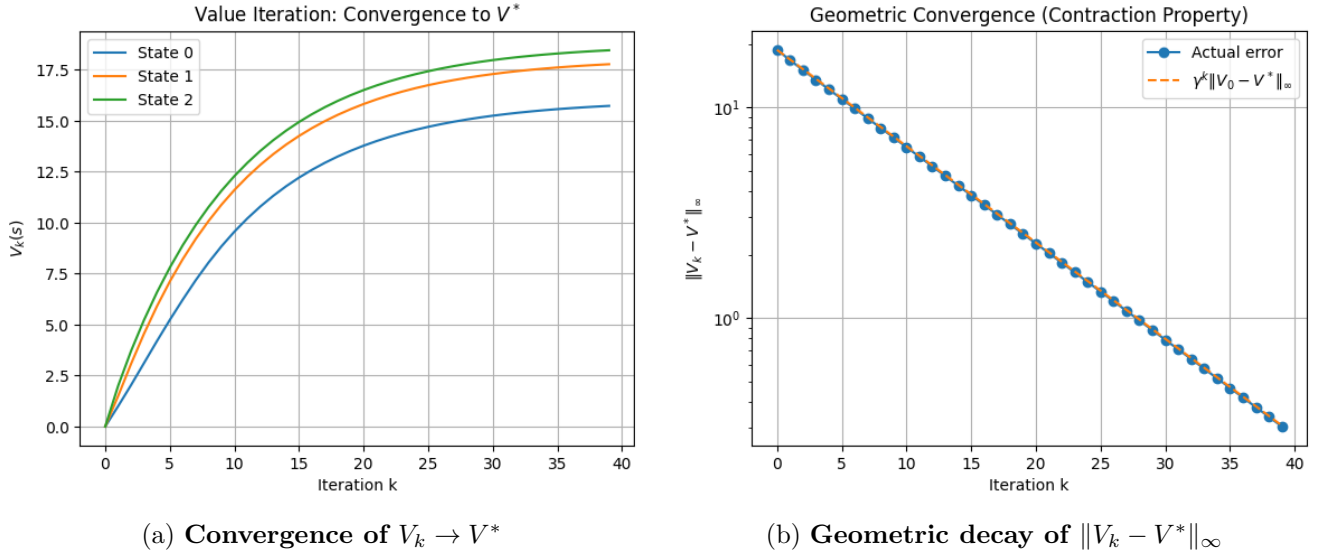 Value Iteration: Convergence to V*
State 0
State 1
State 2
17.5
15.0
12.5
10.0
7.5
5.0
2.5
0.0
V_k(s)
0 5 10 15 20 25 30 35 40
Iteration k
(a) Convergence of V_k → V*
Geometric Convergence (Contraction Property)
Actual error
γ^k‖V_0 − V*‖_∞
10^1
10^0
‖V_k − V*‖_∞
0 5 10 15 20 25 30 35 40
Iteration k
(b) Geometric decay of ‖V_k − V*‖_∞